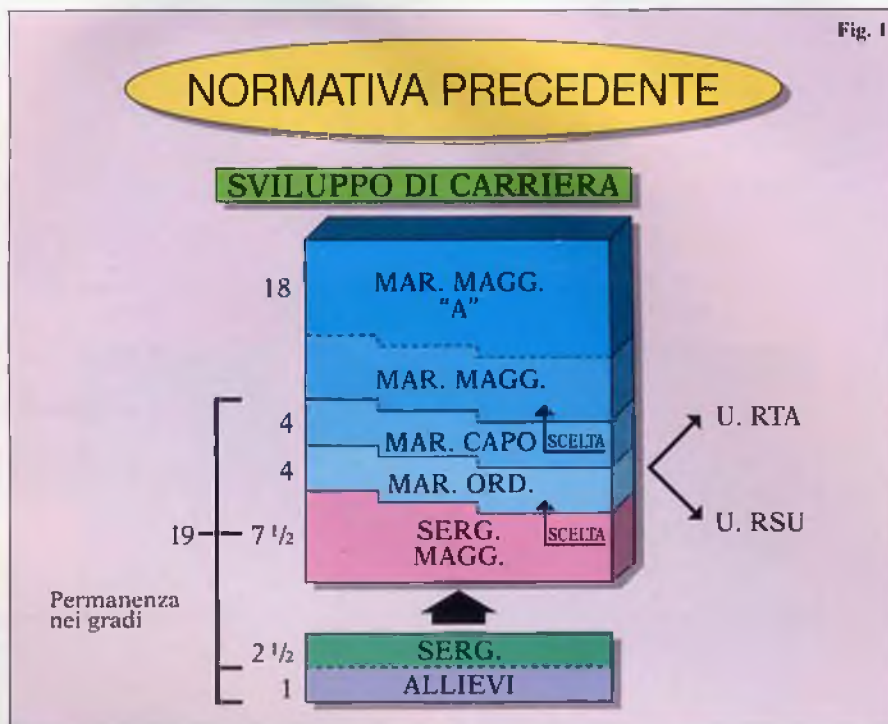 Fig. 1
NORMATIVA PRECEDENTE
SVILUPPO DI CARRIERA
18
MAR. MAGG.
"A"
MAR. MAGG.
4
MAR. CAPO
SCELTA
U. RTA
4
MAR. ORD.
19
7 1/2
SERG.
MAGG.
SCELTA
U. RSU
Permanenza
nei gradi
2 1/2
SERG.
1
ALLIEVI